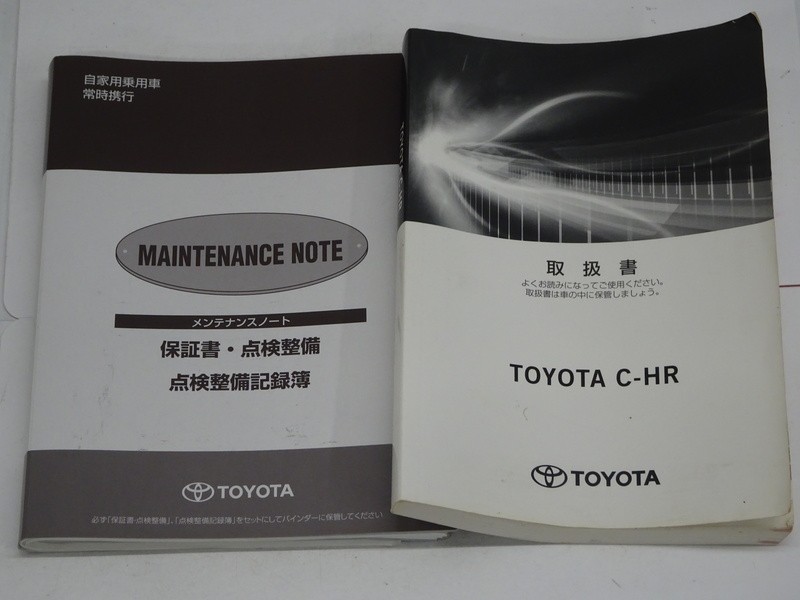 自家用乗用車
常時携行
MAINTENANCE NOTE
メンテナンスノート
保証書・点検整備
点検整備記録簿
TOYOTA
必ず「保証書・点検整備」、「点検整備記録簿」をセットにしてバインダーに保管してください
TOYOTA C-HR
取扱書
よくお読みになってご使用ください。
取扱書は車の中に保管しましょう。
TOYOTA C-HR
TOYOTA